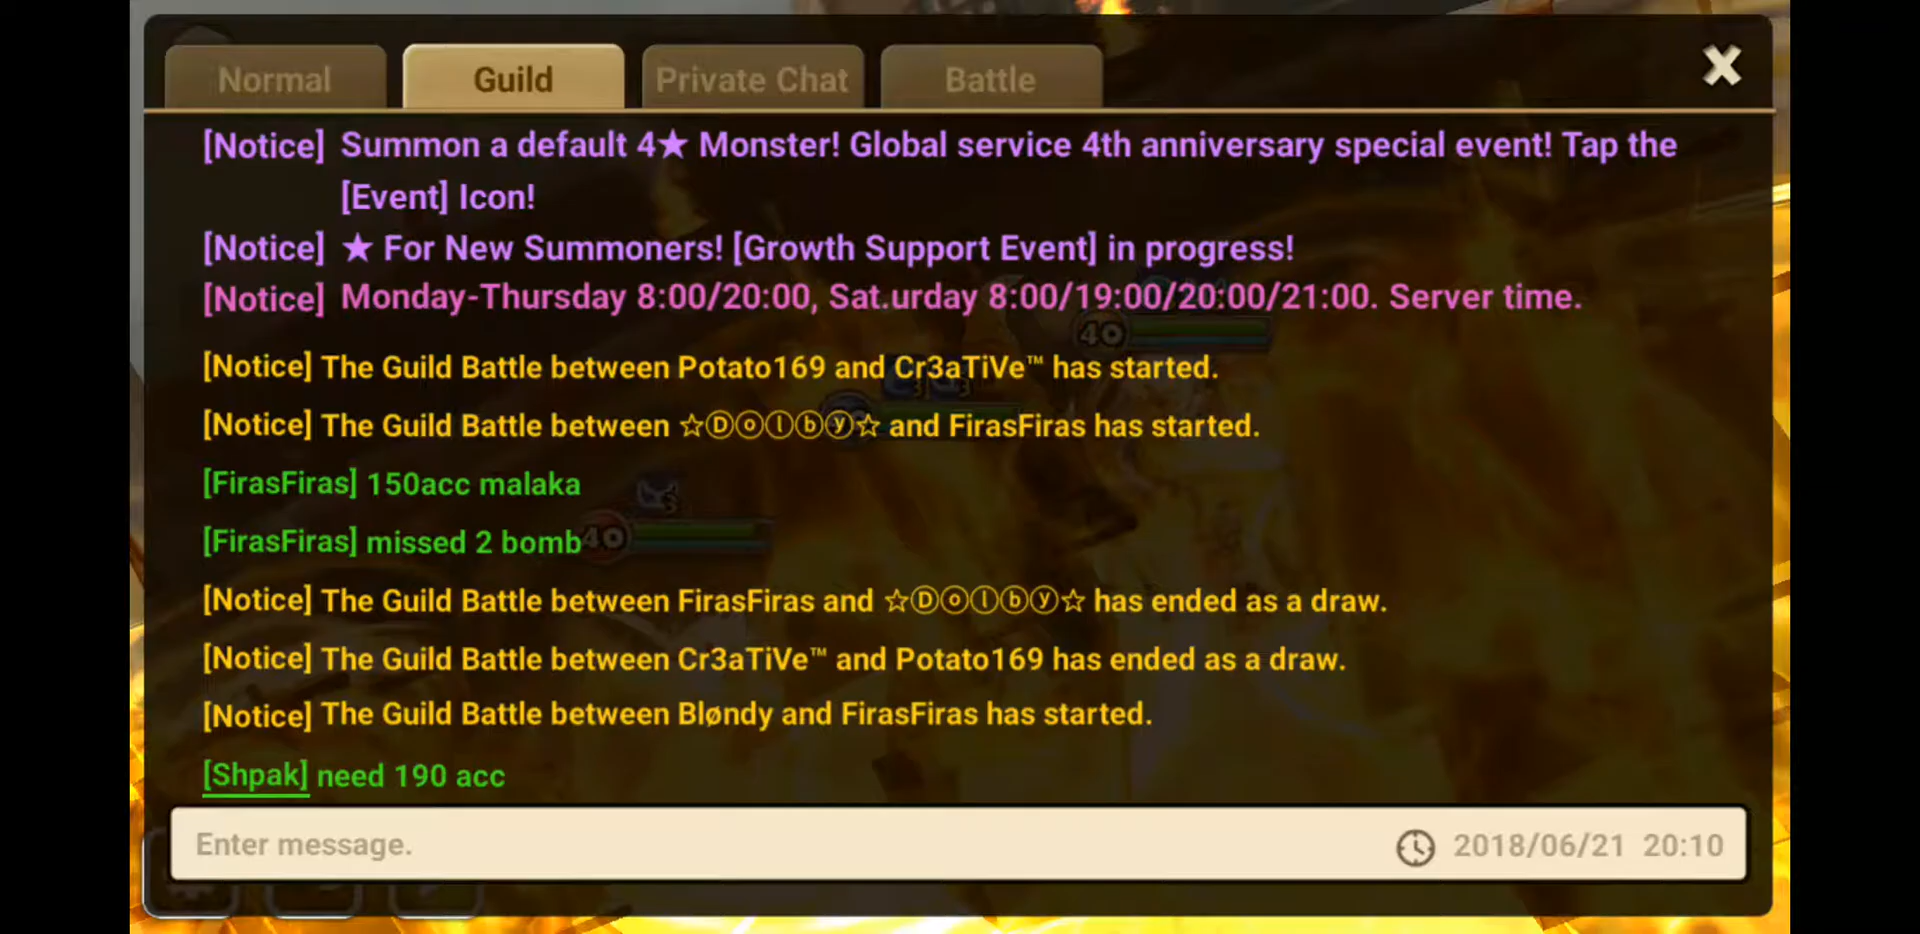 Normal
Guild
Private Chat
Battle
[Notice] Summon a default 4★ Monster! Global service 4th anniversary special event! Tap the
[Event] Icon!
[Notice] ★ For New Summoners! [Growth Support Event] in progress!
[Notice] Monday-Thursday 8:00/20:00, Sat.urday 8:00/19:00/20:00/21:00. Server time.
40
[Notice] The Guild Battle between Potato169 and Cr3aTiVe™ has started.
[Notice] The Guild Battle between ☆Ⓓⓞⓛⓑⓨ☆ and FirasFiras has started.
[FirasFiras] 150acc malaka
[FirasFiras] missed 2 bomb
40
[Notice] The Guild Battle between FirasFiras and ☆Ⓓⓞⓛⓑⓨ☆ has ended as a draw.
[Notice] The Guild Battle between Cr3aTiVe™ and Potato169 has ended as a draw.
[Notice] The Guild Battle between Bløndy and FirasFiras has started.
[Shpak] need 190 acc
Enter message.
2018/06/21 20:10